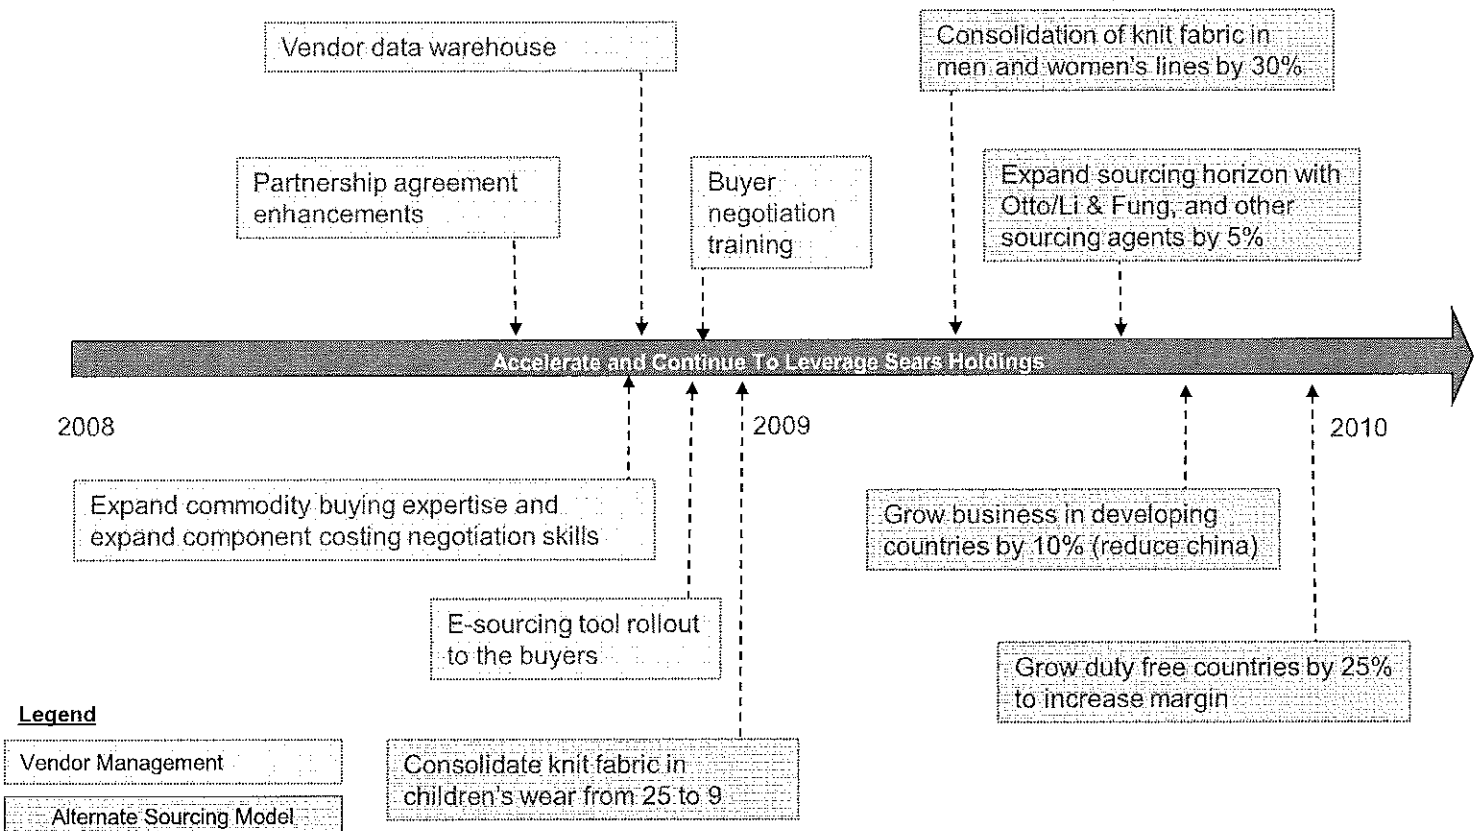 Vendor data warehouse
Consolidation of knit fabric in
men and women's lines by 30%
Partnership agreement
enhancements
Buyer
negotiation
training
Expand sourcing horizon with
Otto/Li & Fung, and other
sourcing agents by 5%
Accelerate and Continue To Leverage Sears Holdings
2008
2009
2010
Expand commodity buying expertise and
expand component costing negotiation skills
Grow business in developing
countries by 10% (reduce china)
E-sourcing tool rollout
to the buyers
Grow duty free countries by 25%
to increase margin
Legend
Vendor Management
Alternate Sourcing Model
Consolidate knit fabric in
children's wear from 25 to 9